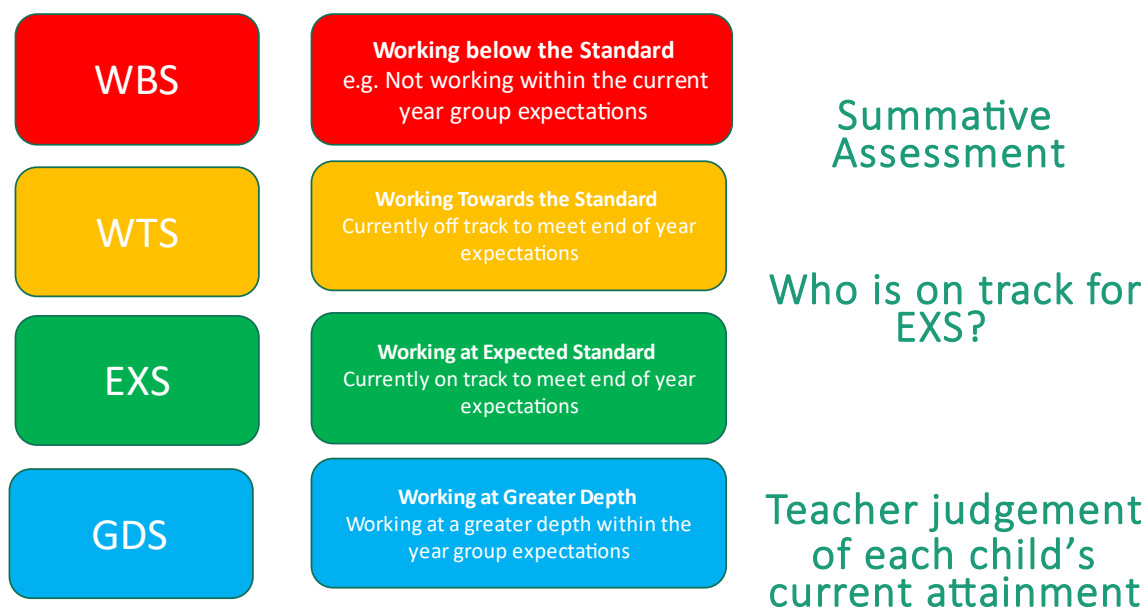 WBS
Working below the Standard
e.g. Not working within the current
year group expectations
WTS
Working Towards the Standard
Currently off track to meet end of year
expectations
EXS
Working at Expected Standard
Currently on track to meet end of year
expectations
GDS
Working at Greater Depth
Working at a greater depth within the
year group expectations
Summative
Assessment
Who is on track for
EXS?
Teacher judgement
of each child’s
current attainment